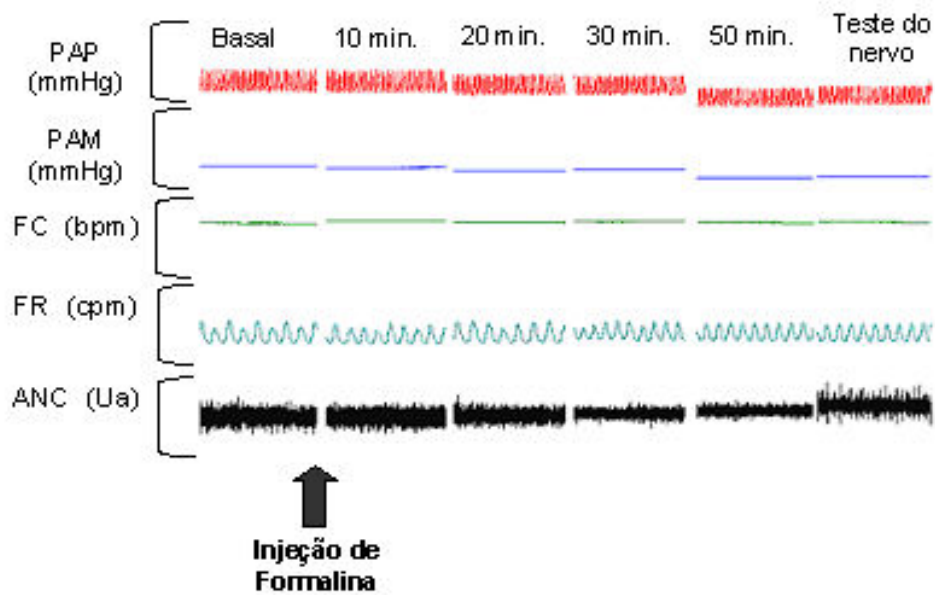 PAP
(mmHg)
Basal
10 min.
20 min.
30 min.
50 min.
Teste do
nervo
PAM
(mmHg)
FC (bpm)
FR (cpm)
ANC (Ua)
Injeção de
Formalina